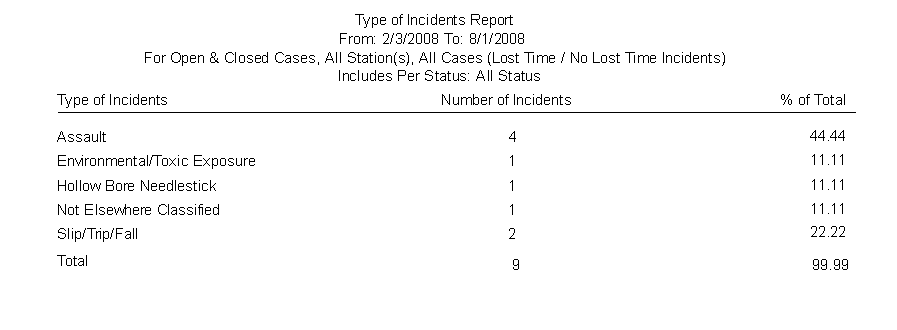 Type of Incidents Report
From: 2/3/2008 To: 8/1/2008
For Open & Closed Cases, All Station(s), All Cases (Lost Time / No Lost Time Incidents)
Includes Per Status: All Status
Type of Incidents Number of Incidents % of Total
Assault 4 44.44
Environmental/Toxic Exposure 1 11.11
Hollow Bore Needlestick 1 11.11
Not Elsewhere Classified 1 11.11
Slip/Trip/Fall 2 22.22
Total 9 99.99